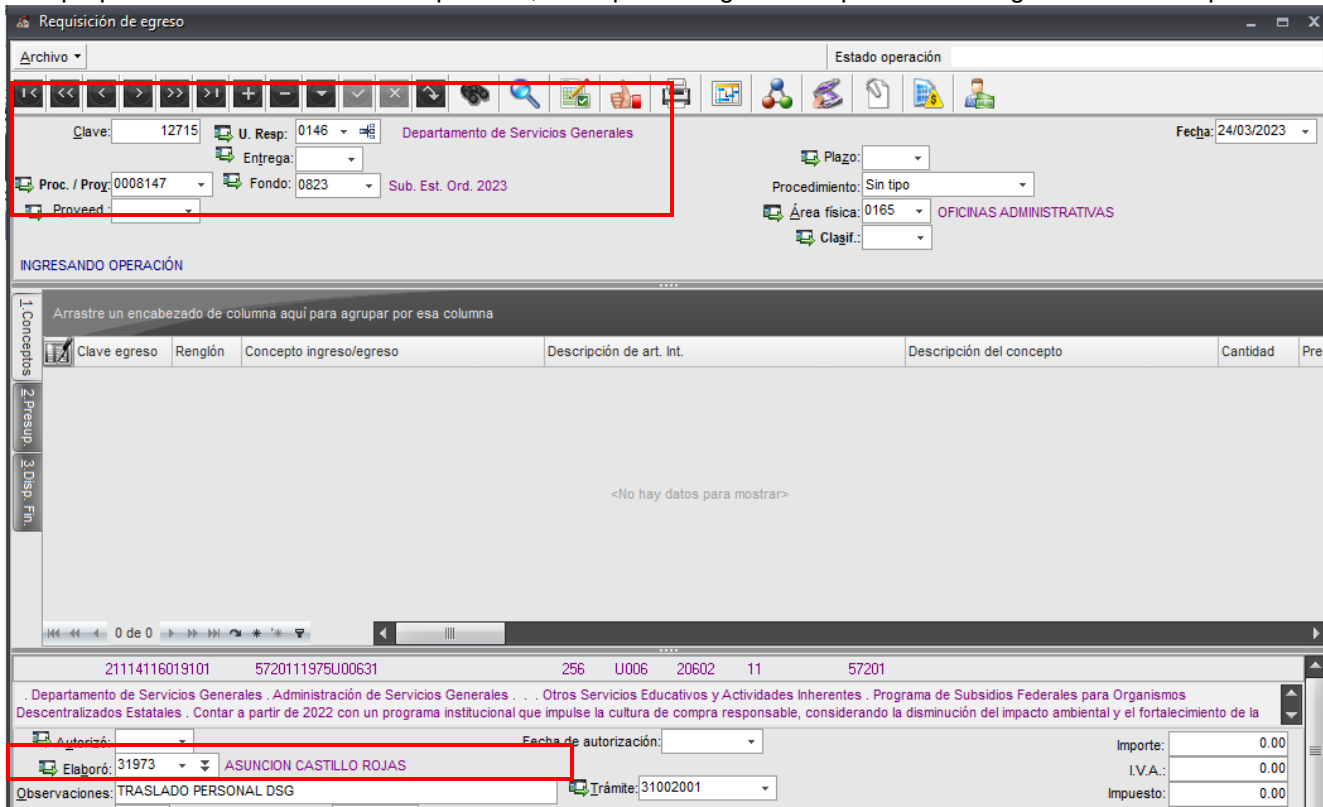 Requisición de egreso
Archivo
Estado operación
Clave: 12715 U. Resp: 0146 Departamento de Servicios Generales Fecha: 24/03/2023
Entrega: Plazo:
Proc. / Proy: 0008147 Fondo: 0823 Sub. Est. Ord. 2023 Procedimiento: Sin tipo
Proveed.: Área física: 0165 OFICINAS ADMINISTRATIVAS
Clasif.:
INGRESANDO OPERACIÓN
Arrastre un encabezado de columna aquí para agrupar por esa columna
1.Conceptos
2.Presup.
3.Disp. Fin.
Clave egreso Renglón Concepto ingreso/egreso Descripción de art. Int. Descripción del concepto Cantidad Pre
<No hay datos para mostrar>
0 de 0
21114116019101 5720111975U00631 256 U006 20602 11 57201
. Departamento de Servicios Generales . Administración de Servicios Generales . . . Otros Servicios Educativos y Actividades Inherentes . Programa de Subsidios Federales para Organismos
Descentralizados Estatales . Contar a partir de 2022 con un programa institucional que impulse la cultura de compra responsable, considerando la disminución del impacto ambiental y el fortalecimiento de la
Autorizó: Fecha de autorización: Importe: 0.00
Elaboró: 31973 ASUNCION CASTILLO ROJAS I.V.A.: 0.00
Observaciones: TRASLADO PERSONAL DSG Trámite: 31002001 Impuesto: 0.00